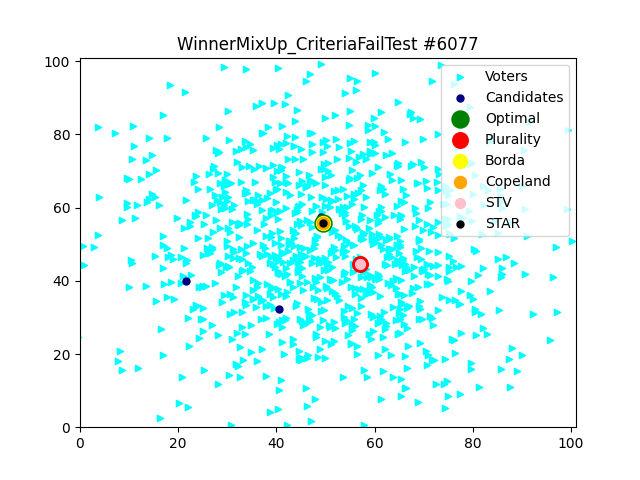 WinnerMixUp_CriteriaFailTest #6077
100
80
60
40
20
0
0
20
40
60
80
100
Voters
Candidates
Optimal
Plurality
Borda
Copeland
STV
STAR